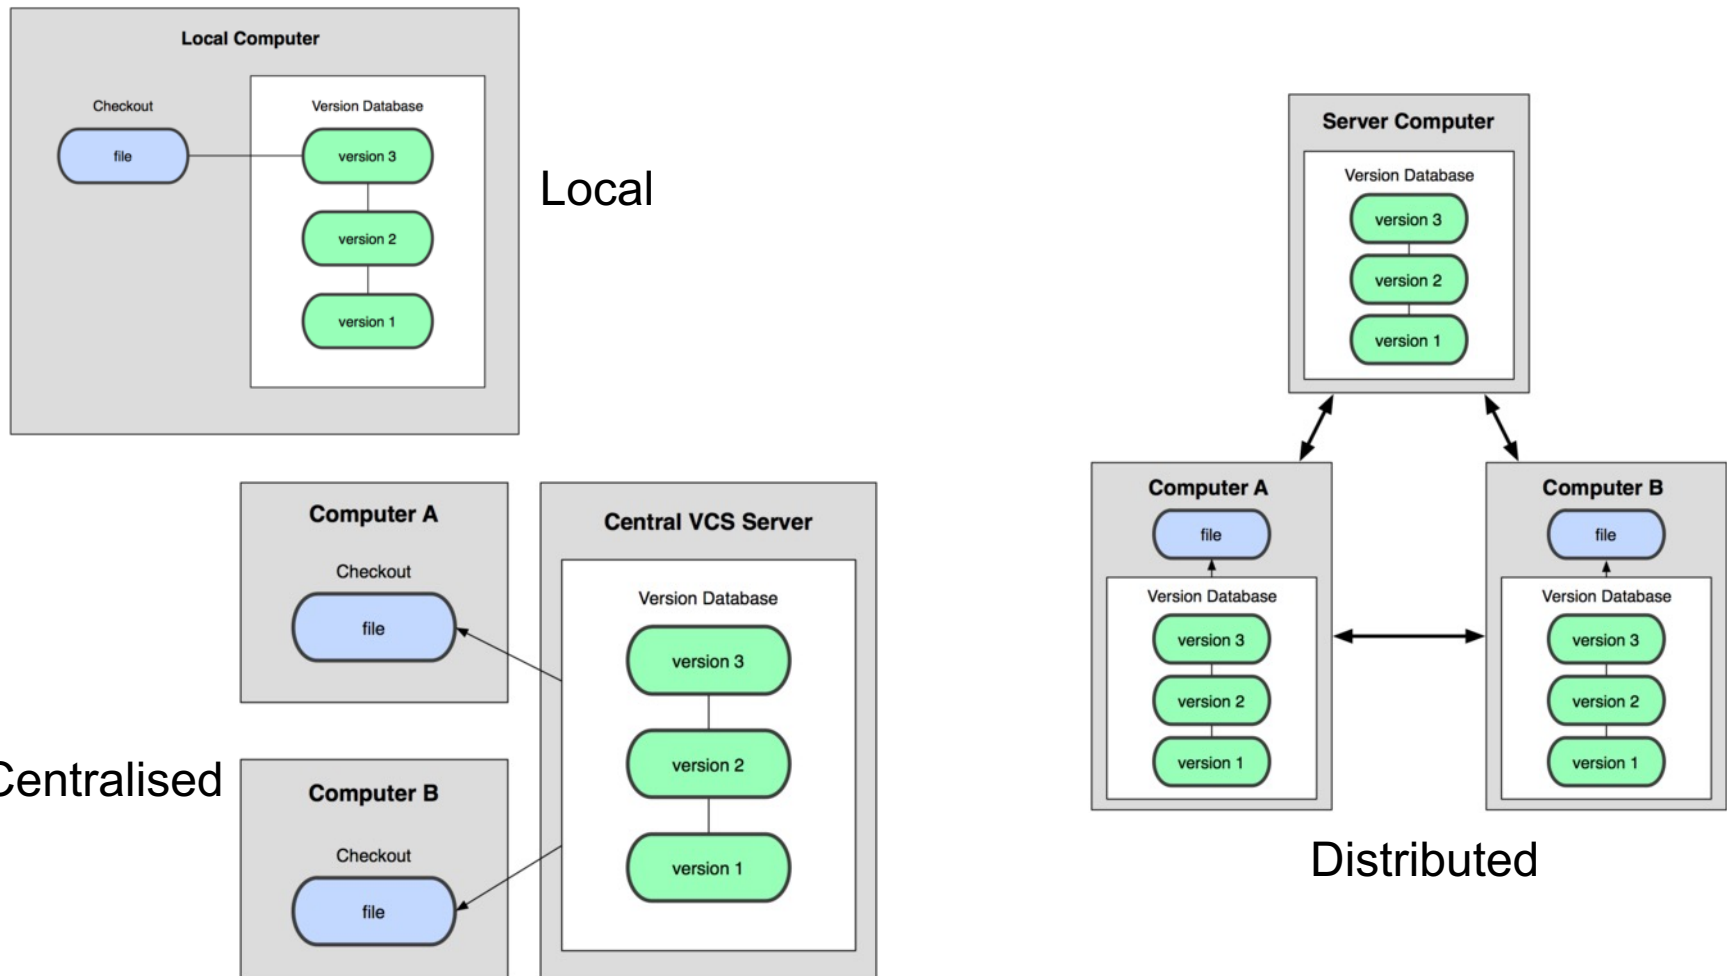 Local Computer
Checkout
Version Database
file
version 3
version 2
version 1
Local
Computer A
Checkout
file
Computer B
Checkout
file
Central VCS Server
Version Database
version 3
version 2
version 1
Centralised
Server Computer
Version Database
version 3
version 2
version 1
Computer A
file
Version Database
version 3
version 2
version 1
Computer B
file
Version Database
version 3
version 2
version 1
Distributed